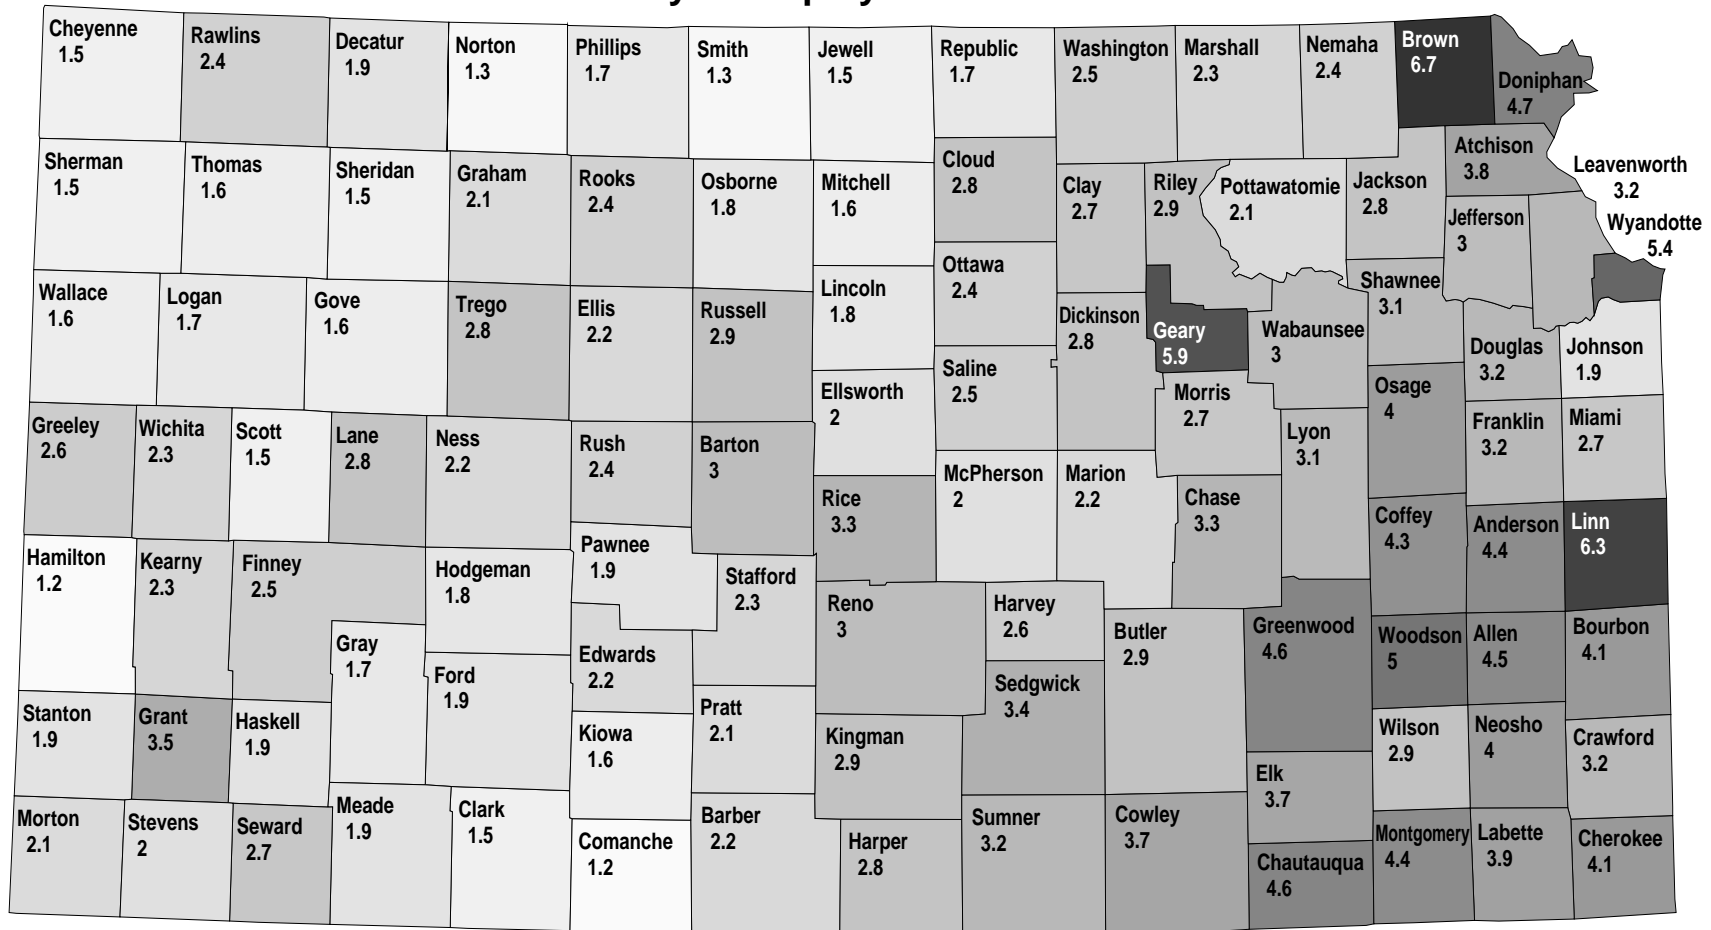 Cheyenne
1.5
Rawlins
2.4
Decatur
1.9
Norton
1.3
Phillips
1.7
Smith
1.3
Jewell
1.5
Republic
1.7
Washington
2.5
Marshall
2.3
Nemaha
2.4
Brown
6.7
Doniphan
4.7
Sherman
1.5
Thomas
1.6
Sheridan
1.5
Graham
2.1
Rooks
2.4
Osborne
1.8
Mitchell
1.6
Cloud
2.8
Clay
2.7
Riley
2.9
Pottawatomie
2.1
Jackson
2.8
Atchison
3.8
Jefferson
3
Leavenworth
3.2
Wyandotte
5.4
Wallace
1.6
Logan
1.7
Gove
1.6
Trego
2.8
Ellis
2.2
Russell
2.9
Lincoln
1.8
Ottawa
2.4
Dickinson
2.8
Geary
5.9
Wabaunsee
3
Shawnee
3.1
Douglas
3.2
Johnson
1.9
Greeley
2.6
Wichita
2.3
Scott
1.5
Lane
2.8
Ness
2.2
Rush
2.4
Barton
3
Ellsworth
2
Saline
2.5
Morris
2.7
Lyon
3.1
Osage
4
Franklin
3.2
Miami
2.7
Rice
3.3
McPherson
2
Marion
2.2
Chase
3.3
Coffey
4.3
Anderson
4.4
Linn
6.3
Hamilton
1.2
Kearny
2.3
Finney
2.5
Hodgeman
1.8
Pawnee
1.9
Stafford
2.3
Reno
3
Harvey
2.6
Butler
2.9
Greenwood
4.6
Woodson
5
Allen
4.5
Bourbon
4.1
Gray
1.7
Ford
1.9
Edwards
2.2
Sedgwick
3.4
Stanton
1.9
Grant
3.5
Haskell
1.9
Kiowa
1.6
Pratt
2.1
Kingman
2.9
Wilson
2.9
Neosho
4
Crawford
3.2
Elk
3.7
Morton
2.1
Stevens
2
Seward
2.7
Meade
1.9
Clark
1.5
Comanche
1.2
Barber
2.2
Harper
2.8
Sumner
3.2
Cowley
3.7
Chautauqua
4.6
Montgomery
4.4
Labette
3.9
Cherokee
4.1